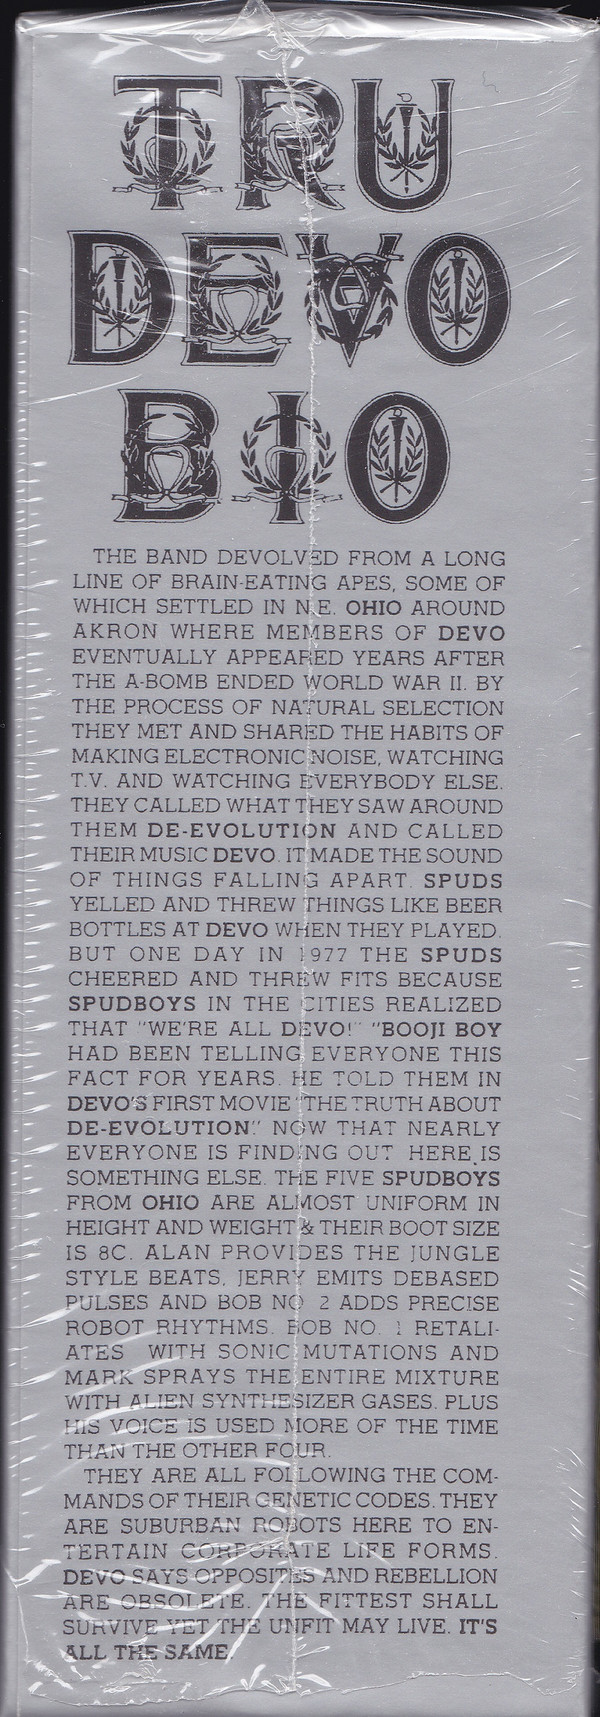 TRU
DEVO
BIO
THE BAND DEVOLVED FROM A LONG
LINE OF BRAIN-EATING APES, SOME OF
WHICH SETTLED IN N.E. OHIO AROUND
AKRON WHERE MEMBERS OF DEVO
EVENTUALLY APPEARED YEARS AFTER
THE A-BOMB ENDED WORLD WAR II. BY
THE PROCESS OF NATURAL SELECTION
THEY MET AND SHARED THE HABITS OF
MAKING ELECTRONIC NOISE, WATCHING
T.V. AND WATCHING EVERYBODY ELSE.
THEY CALLED WHAT THEY SAW AROUND
THEM DE-EVOLUTION AND CALLED
THEIR MUSIC DEVO. IT MADE THE SOUND
OF THINGS FALLING APART. SPUDS
YELLED AND THREW THINGS LIKE BEER
BOTTLES AT DEVO WHEN THEY PLAYED.
BUT ONE DAY IN 1977 THE SPUDS
CHEERED AND THREW FITS BECAUSE
SPUDBOYS IN THE CITIES REALIZED
THAT "WE'RE ALL DEVO!" "BOOJI BOY
HAD BEEN TELLING EVERYONE THIS
FACT FOR YEARS. HE TOLD THEM IN
DEVO'S FIRST MOVIE "THE TRUTH ABOUT
DE-EVOLUTION." NOW THAT NEARLY
EVERYONE IS FINDING OUT HERE IS
SOMETHING ELSE. THE FIVE SPUDBOYS
FROM OHIO ARE ALMOST UNIFORM IN
HEIGHT AND WEIGHT & THEIR BOOT SIZE
IS 8C. ALAN PROVIDES THE JUNGLE
STYLE BEATS, JERRY EMITS DEBASED
PULSES AND BOB NO. 2 ADDS PRECISE
ROBOT RHYTHMS. BOB NO. 1 RETALI-
ATES WITH SONIC MUTATIONS AND
MARK SPRAYS THE ENTIRE MIXTURE
WITH ALIEN SYNTHESIZER GASES. PLUS
HIS VOICE IS USED MORE OF THE TIME
THAN THE OTHER FOUR.
THEY ARE ALL FOLLOWING THE COM-
MANDS OF THEIR GENETIC CODES. THEY
ARE SUBURBAN ROBOTS HERE TO EN-
TERTAIN CORPORATE LIFE FORMS.
DEVO SAYS OPPOSITES AND REBELLION
ARE OBSOLETE. THE FITTEST SHALL
SURVIVE YET THE UNFIT MAY LIVE. IT'S
ALL THE SAME.